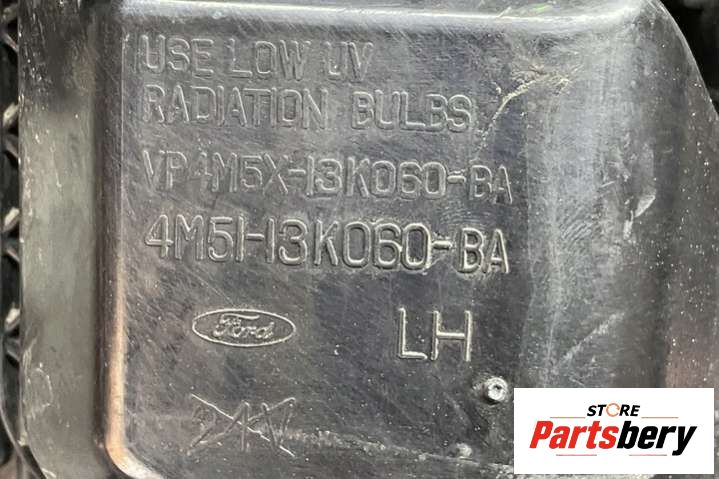 USE LOW UV
RADIATION BULBS
VP4M5X-13K060-BA
4M51-13K060-BA
Ford
LH
STORE
Partsbery